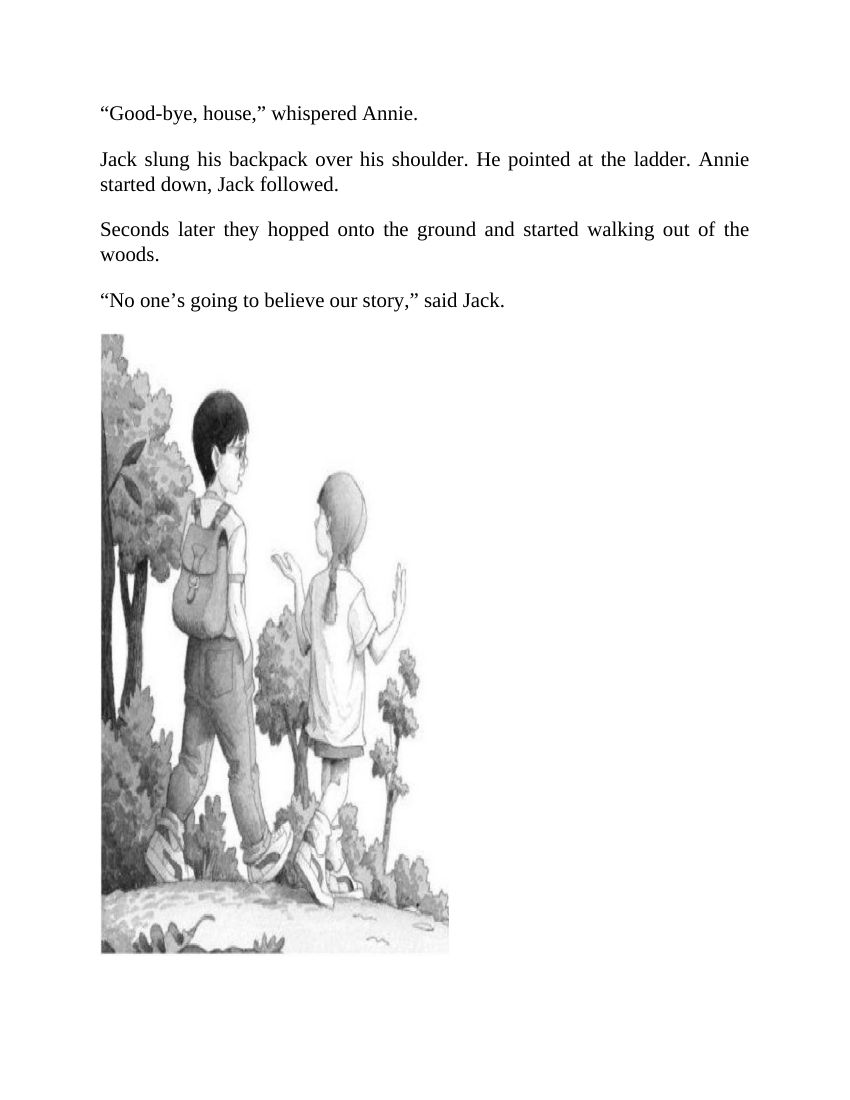 “Good-bye, house,” whispered Annie.
Jack slung his backpack over his shoulder. He pointed at the ladder. Annie
started down, Jack followed.
Seconds later they hopped onto the ground and started walking out of the
woods.
“No one’s going to believe our story,” said Jack.